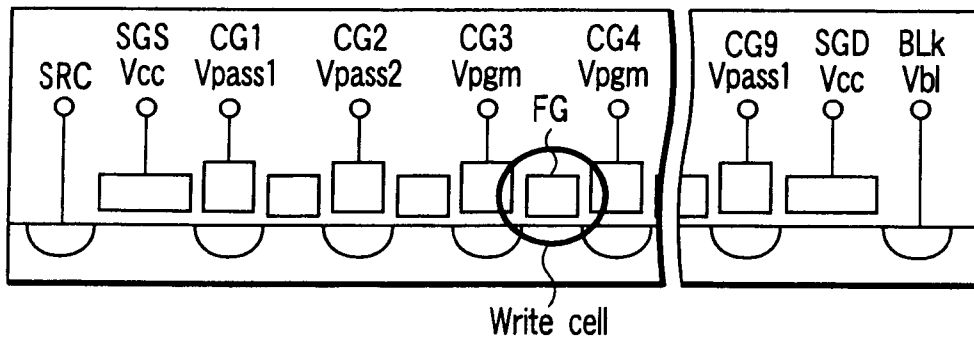 SRC
SGS
Vcc
CG1
Vpass1
CG2
Vpass2
CG3
Vpgm
FG
CG4
Vpgm
CG9
Vpass1
SGD
Vcc
BLk
Vbl
Write cell